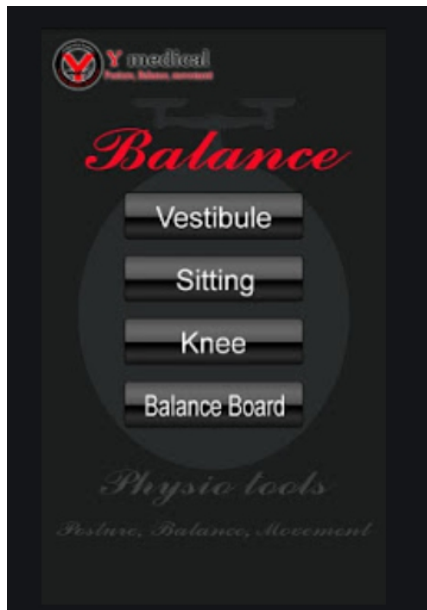 Y medical
Posture, Balance, movement
Balance
Vestibule
Sitting
Knee
Balance Board
Physio tools
Posture, Balance, Movement